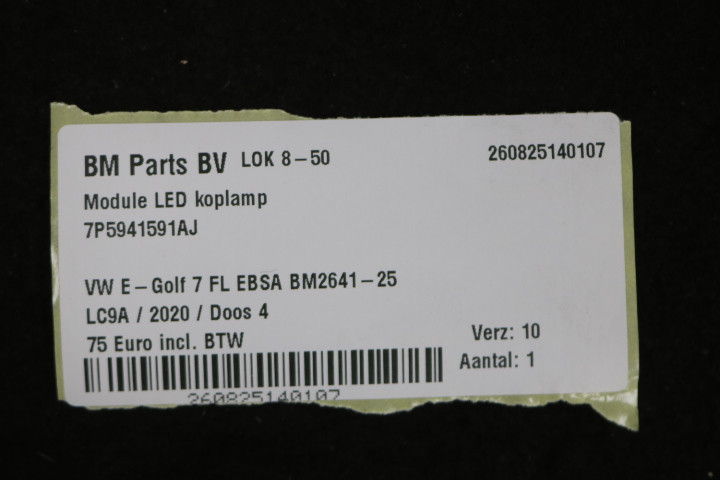 BM Parts BV LOK 8-50 260825140107
Module LED koplamp
7P5941591AJ
VW E-Golf 7 FL EBSA BM2641-25
LC9A / 2020 / Doos 4
75 Euro incl. BTW
Verz: 10
Aantal: 1
260825140107